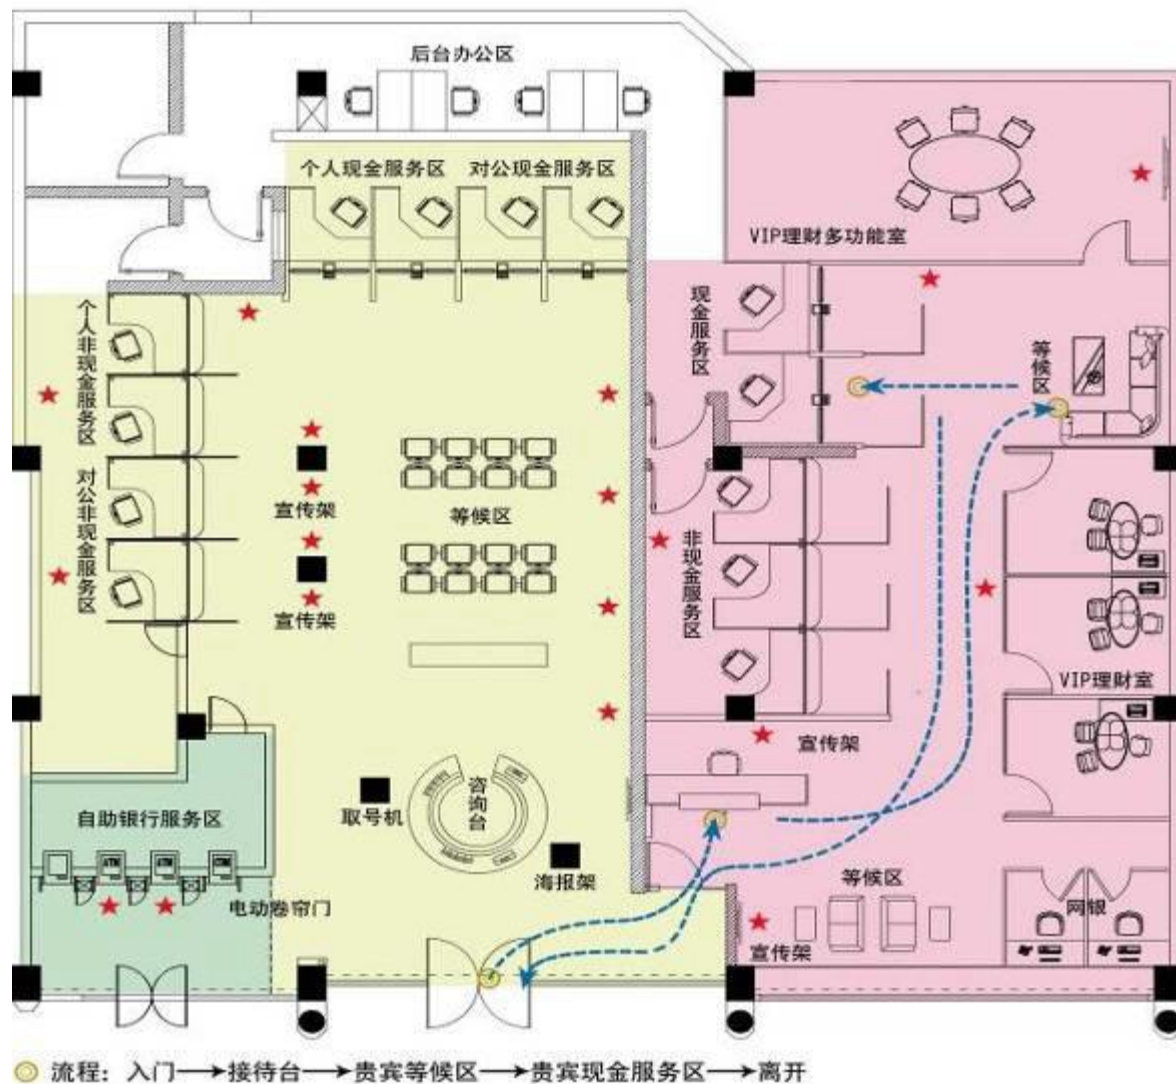 后台办公区
个人现金服务区
对公现金服务区
VIP理财多功能室
现金服务区
等候区
个人非现金服务区
对公非现金服务区
宣传架
等候区
宣传架
非现金服务区
VIP理财室
宣传架
自助银行服务区
取号机
咨询台
海报架
等候区
网银
电动卷帘门
宣传架
流程：入门→接待台→贵宾等候区→贵宾现金服务区→离开